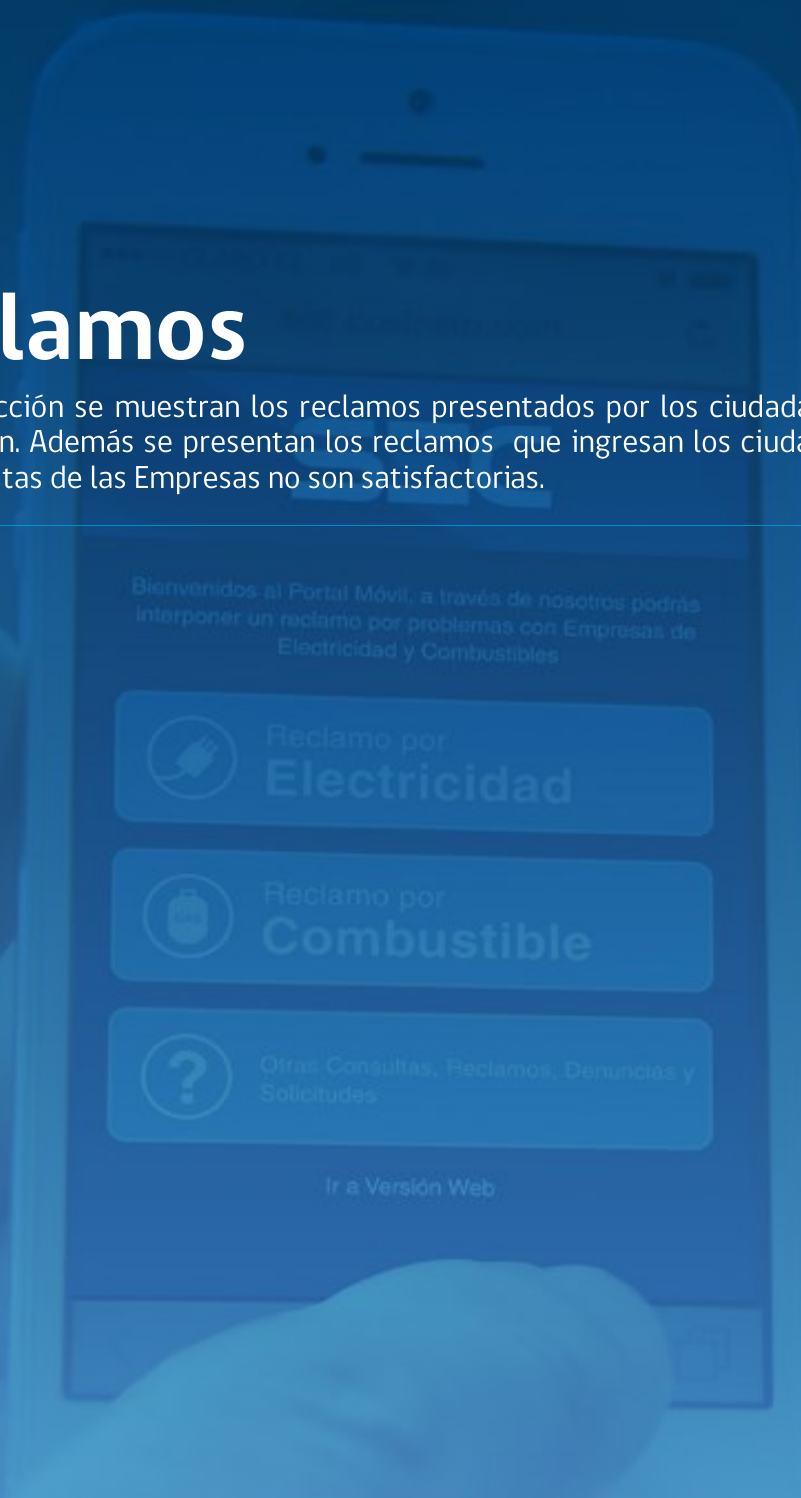 lamos
cción se muestran los reclamos presentados por los ciudada
n. Además se presentan los reclamos que ingresan los ciuda
tas de las Empresas no son satisfactorias.
SEC
Bienvenidos al Portal Móvil, a través de nosotros podrás
interponer un reclamo por problemas con Empresas de
Electricidad y Combustibles
Reclamo por
Electricidad
Reclamo por
Combustible
Otras Consultas, Reclamos, Denuncias y
Solicitudes
Ir a Versión Web